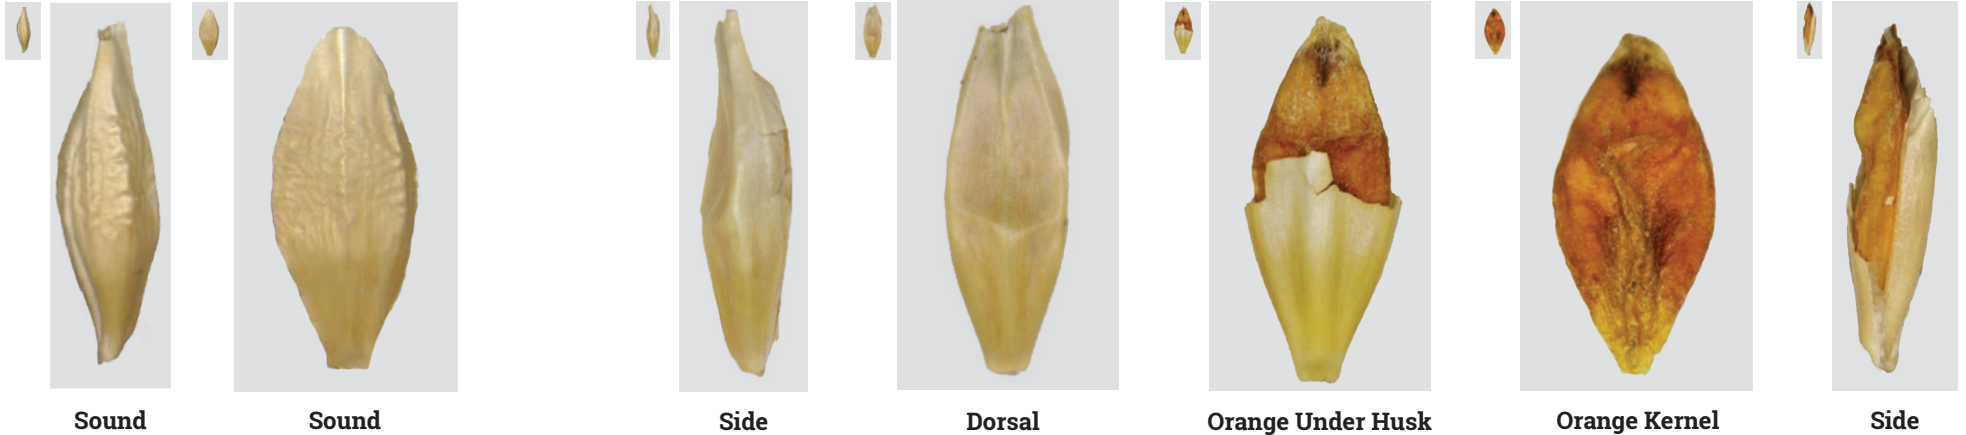 Sound
Sound
Side
Dorsal
Orange Under Husk
Orange Kernel
Side